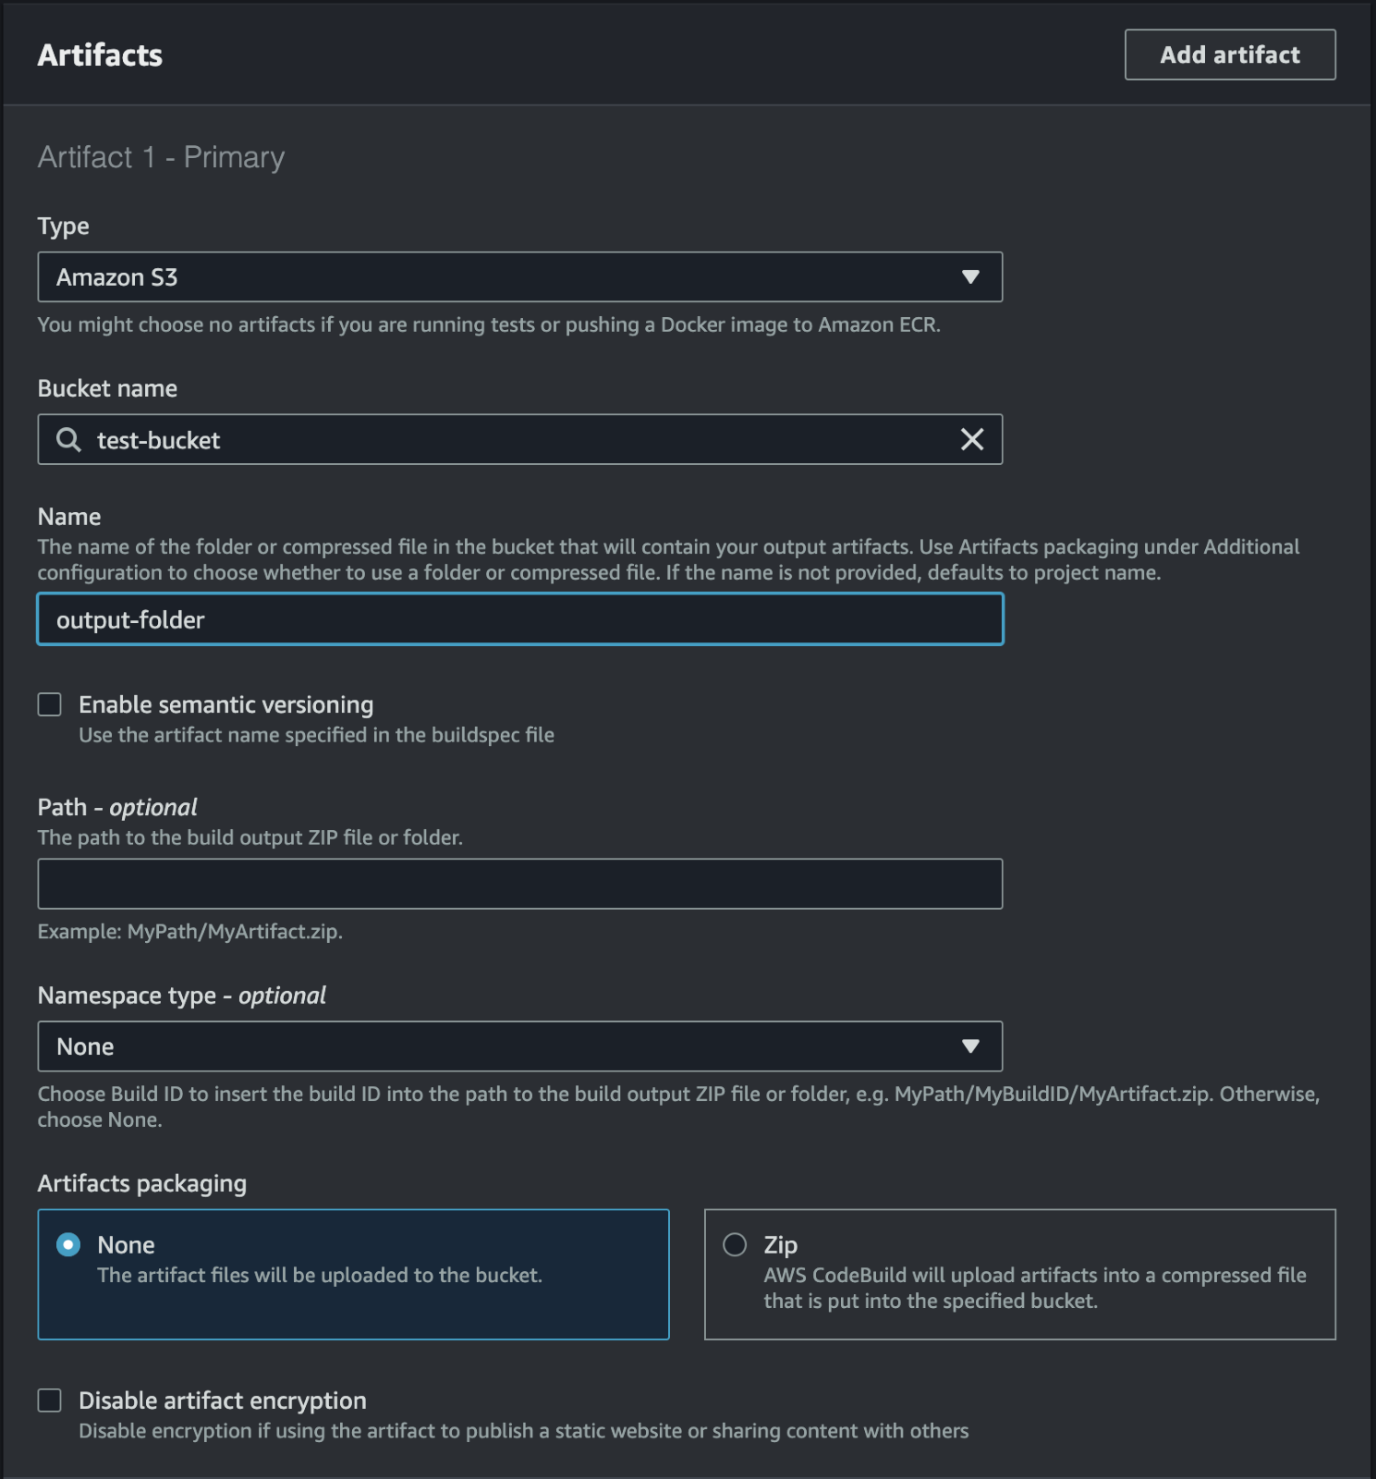 Artifacts
Add artifact
Artifact 1 - Primary
Type
Amazon S3
You might choose no artifacts if you are running tests or pushing a Docker image to Amazon ECR.
Bucket name
test-bucket
Name
The name of the folder or compressed file in the bucket that will contain your output artifacts. Use Artifacts packaging under Additional
configuration to choose whether to use a folder or compressed file. If the name is not provided, defaults to project name.
output-folder
Enable semantic versioning
Use the artifact name specified in the buildspec file
Path - optional
The path to the build output ZIP file or folder.
Example: MyPath/MyArtifact.zip.
Namespace type - optional
None
Choose Build ID to insert the build ID into the path to the build output ZIP file or folder, e.g. MyPath/MyBuildID/MyArtifact.zip. Otherwise,
choose None.
Artifacts packaging
None
The artifact files will be uploaded to the bucket.
Zip
AWS CodeBuild will upload artifacts into a compressed file
that is put into the specified bucket.
Disable artifact encryption
Disable encryption if using the artifact to publish a static website or sharing content with others